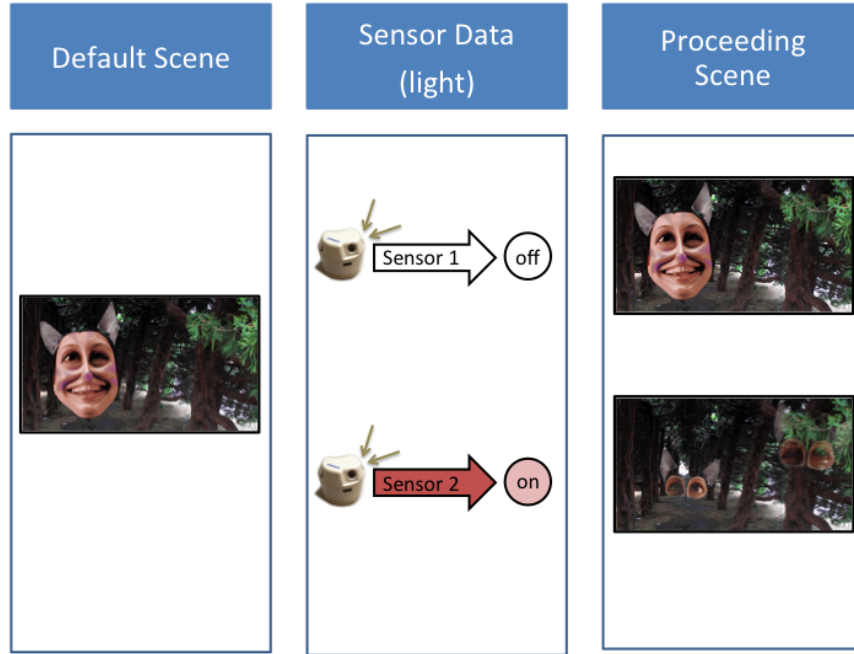 Default Scene
Sensor Data
(light)
Proceeding
Scene
Sensor 1
off
Sensor 2
on